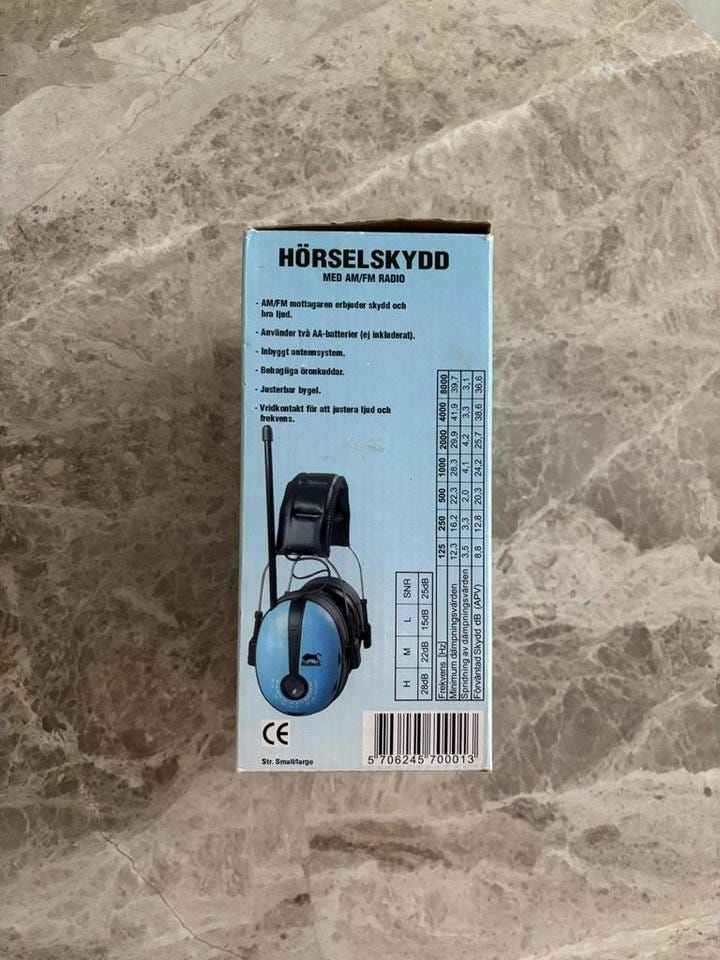 HÖRSELSKYDD
MED AM/FM RADIO
- AM/FM mottagaren erbjuder skydd och
bra ljud.
- Använder två AA-batterier (ej inkluderat).
- Inbyggt antennsystem.
- Behagliga öronkuddar.
- Justerbar bygel.
- Vridkontakt för att justera ljud och
frekvens.
H M L SNR
28dB 22dB 15dB 25dB
Frekvens [Hz] 125 250 500 1000 2000 4000 8000
Minimum dämpningsvärden 12,3 16,2 22,3 28,3 29,9 41,9 39,7
Spridning av dämpningsvärden 3,5 3,3 2,0 4,1 4,2 3,3 3,1
Förväntad Skydd dB (APV) 8,8 12,8 20,3 24,2 25,7 38,6 36,6
CE
Str. Small/large
5 706245 700013